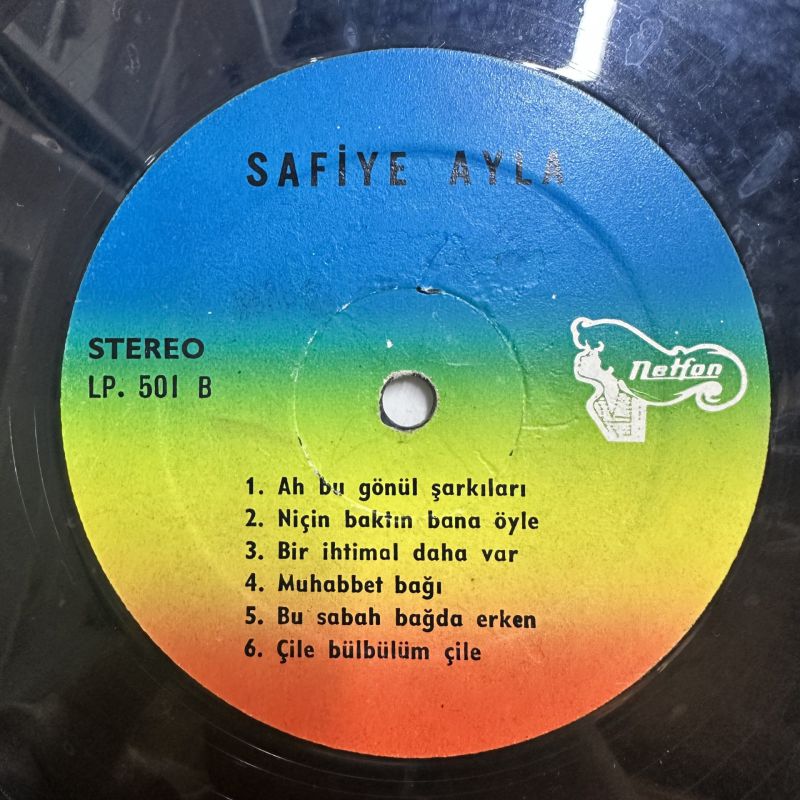 SAFİYE AYLA
STEREO
LP. 501 B
Netfon
1. Ah bu gönül şarkıları
2. Niçin baktın bana öyle
3. Bir ihtimal daha var
4. Muhabbet bağı
5. Bu sabah bağda erken
6. Çile bülbülüm çile